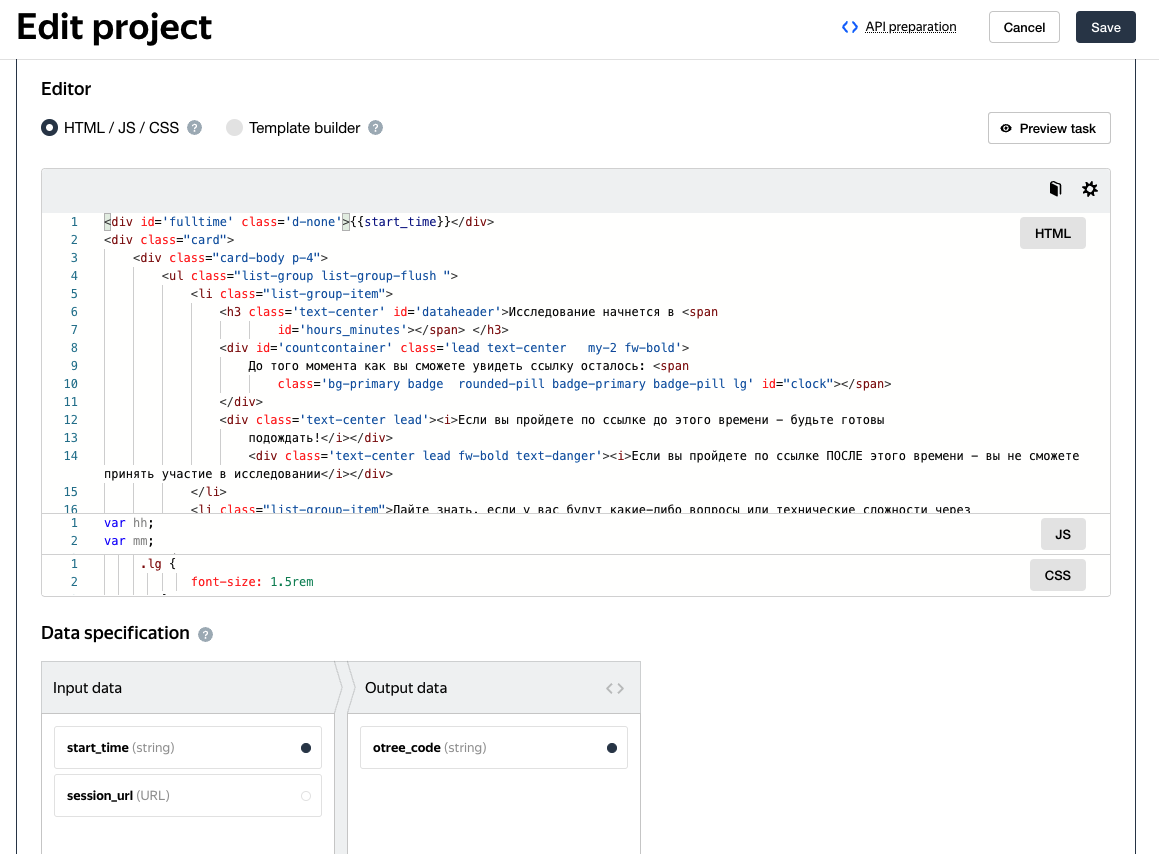 Edit project
API preparation
Cancel
Save
Editor
HTML / JS / CSS ?
Template builder ?
Preview task
1 <div id='fulltime' class='d-none'>{{start_time}}</div>
HTML
2 <div class="card">
3 <div class="card-body p-4">
4 <ul class="list-group list-group-flush ">
5 <li class="list-group-item">
6 <h3 class='text-center' id='dataheader'>Исследование начнется в <span
7 id='hours_minutes'></span> </h3>
8 <div id='countcontainer' class='lead text-center   my-2 fw-bold'>
9 До того момента как вы сможете увидеть ссылку осталось: <span
10 class='bg-primary badge  rounded-pill badge-primary badge-pill lg' id="clock"></span>
11 </div>
12 <div class='text-center lead'><i>Если вы пройдете по ссылке до этого времени - будьте готовы
13 подождать!</i></div>
14 <div class='text-center lead fw-bold text-danger'><i>Если вы пройдете по ссылке ПОСЛЕ этого времени - вы не сможете
принять участие в исследовании</i></div>
15 </li>
16 <li class="list-group-item">Дайте знать, если у вас будут какие-либо вопросы или технические сложности через
1 var hh;
2 var mm;
JS
1 .lg {
2 font-size: 1.5rem
CSS
Data specification ?
Input data
Output data <>
start_time (string)
otree_code (string)
session_url (URL)